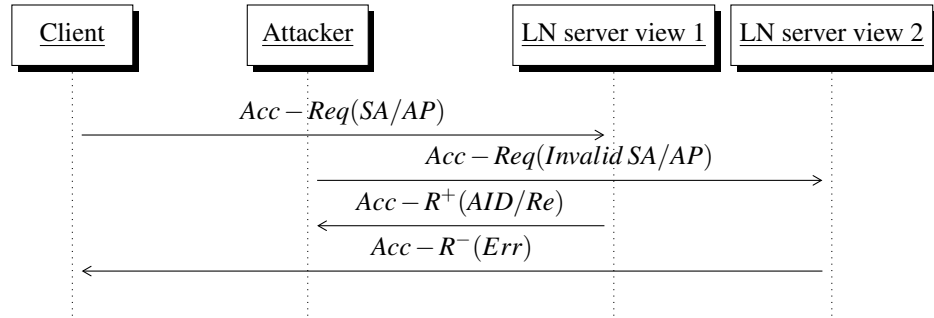 Client Attacker LN server view 1 LN server view 2
Acc − Req(SA/AP)
Acc − Req(Invalid SA/AP)
Acc − R⁺(AID/Re)
Acc − R⁻(Err)